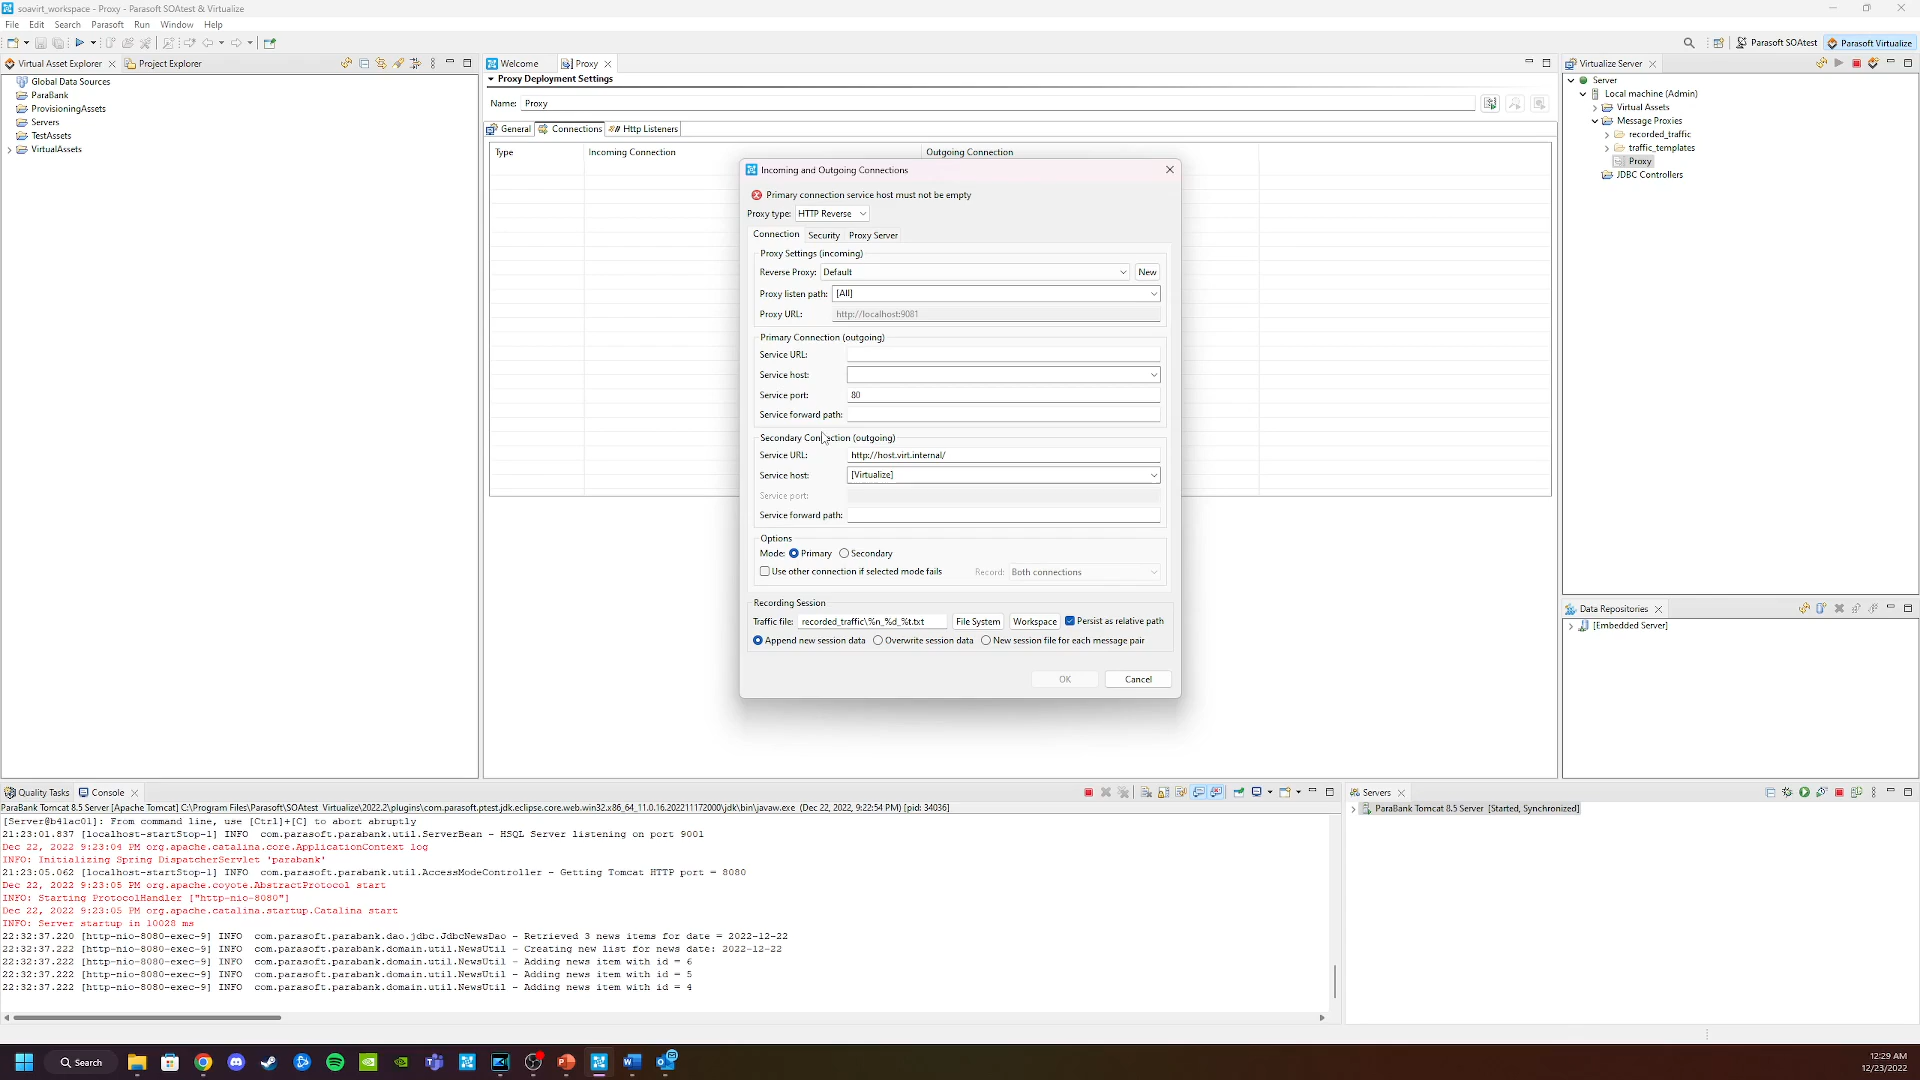 soavirt_workspace - Proxy - Parasoft SOAtest & Virtualize
File Edit Search Parasoft Run Window Help
Parasoft SOAtest Parasoft Virtualize
Virtual Asset Explorer Project Explorer
Global Data Sources
ParaBank
ProvisioningAssets
Servers
TestAssets
VirtualAssets
Welcome Proxy
Proxy Deployment Settings
Name: Proxy
General Connections Http Listeners
Type Incoming Connection Outgoing Connection
Incoming and Outgoing Connections
Primary connection service host must not be empty
Proxy type: HTTP Reverse
Connection Security Proxy Server
Proxy Settings (incoming)
Reverse Proxy: Default New
Proxy listen path: [All]
Proxy URL: http://localhost:9081
Primary Connection (outgoing)
Service URL:
Service host:
Service port: 80
Service forward path:
Secondary Connection (outgoing)
Service URL: http://host.virt.internal/
Service host: [Virtualize]
Service port:
Service forward path:
Options
Mode: Primary Secondary
Use other connection if selected mode fails Record: Both connections
Recording Session
Traffic file: recorded_traffic\%n_%d_%t.txt File System Workspace Persist as relative path
Append new session data Overwrite session data New session file for each message pair
OK Cancel
Virtualize Server
Server
Local machine (Admin)
Virtual Assets
Message Proxies
recorded_traffic
traffic_templates
Proxy
JDBC Controllers
Data Repositories
[Embedded Server]
Quality Tasks Console
ParaBank Tomcat 8.5 Server [Apache Tomcat] C:\Program Files\Parasoft\SOAtest_Virtualize\2022.2\plugins\com.parasoft.ptest.jdk.eclipse.core.web.win32.x86_64_11.0.16.202211172000\jdk\bin\javaw.exe (Dec 22, 2022, 9:22:54 PM) [pid: 34036]
[Server@b41ac01]: From command line, use [Ctrl]+[C] to abort abruptly
21:23:01.837 [localhost-startStop-1] INFO com.parasoft.parabank.util.ServerBean - HSQL Server listening on port 9001
Dec 22, 2022 9:23:04 PM org.apache.catalina.core.ApplicationContext log
INFO: Initializing Spring DispatcherServlet 'parabank'
21:23:05.062 [localhost-startStop-1] INFO com.parasoft.parabank.util.AccessModeController - Getting Tomcat HTTP port = 8080
Dec 22, 2022 9:23:05 PM org.apache.coyote.AbstractProtocol start
INFO: Starting ProtocolHandler ["http-nio-8080"]
Dec 22, 2022 9:23:05 PM org.apache.catalina.startup.Catalina start
INFO: Server startup in 10028 ms
22:32:37.220 [http-nio-8080-exec-9] INFO com.parasoft.parabank.dao.jdbc.JdbcNewsDao - Retrieved 3 news items for date = 2022-12-22
22:32:37.222 [http-nio-8080-exec-9] INFO com.parasoft.parabank.domain.util.NewsUtil - Creating new list for news date: 2022-12-22
22:32:37.222 [http-nio-8080-exec-9] INFO com.parasoft.parabank.domain.util.NewsUtil - Adding news item with id = 6
22:32:37.222 [http-nio-8080-exec-9] INFO com.parasoft.parabank.domain.util.NewsUtil - Adding news item with id = 5
22:32:37.222 [http-nio-8080-exec-9] INFO com.parasoft.parabank.domain.util.NewsUtil - Adding news item with id = 4
Servers
ParaBank Tomcat 8.5 Server [Started, Synchronized]
Search
12:29 AM
12/23/2022